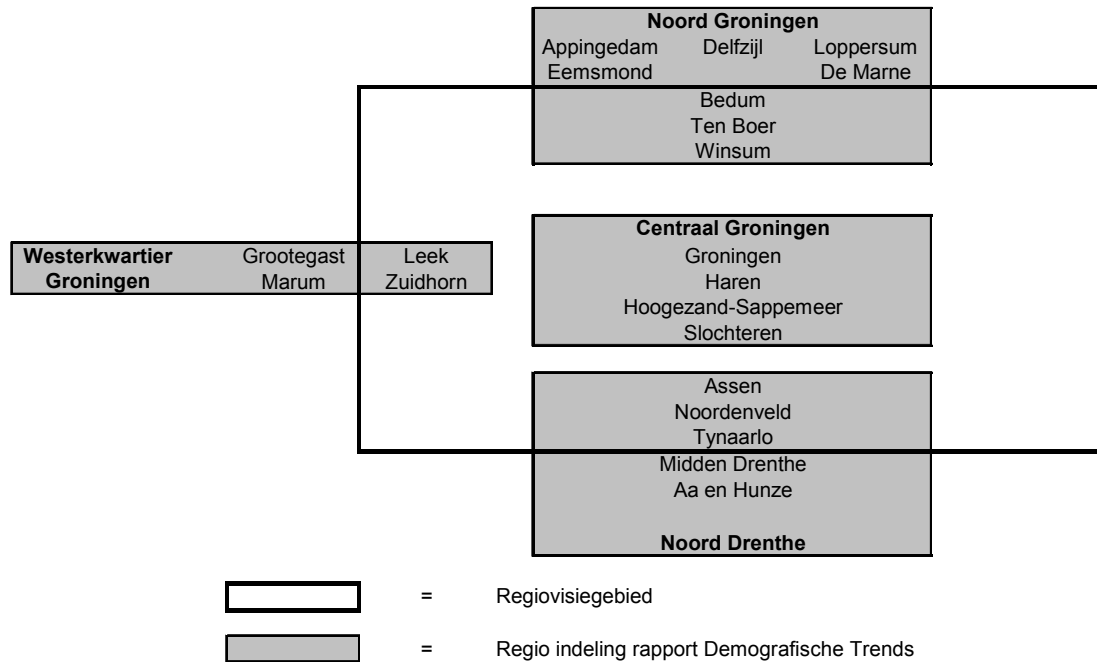 Noord Groningen
Appingedam Delfzijl Loppersum
Eemsmond De Marne
Bedum
Ten Boer
Winsum
Westerkwartier Grootegast Leek
Groningen Marum Zuidhorn
Centraal Groningen
Groningen
Haren
Hoogezand-Sappemeer
Slochteren
Assen
Noordenveld
Tynaarlo
Midden Drenthe
Aa en Hunze
Noord Drenthe
= Regiovisiegebied
= Regio indeling rapport Demografische Trends